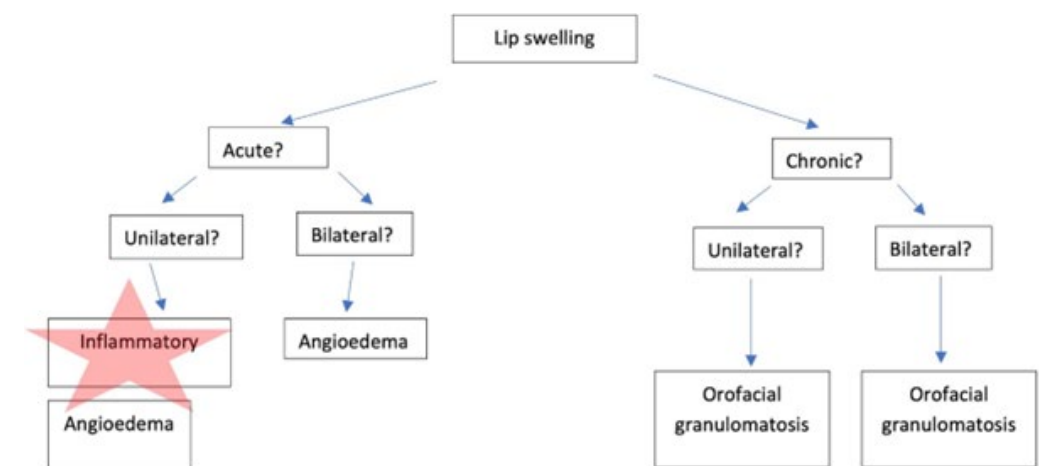 Lip swelling
Acute?
Chronic?
Unilateral?
Bilateral?
Unilateral?
Bilateral?
Inflammatory
Angioedema
Angioedema
Orofacial
granulomatosis
Orofacial
granulomatosis